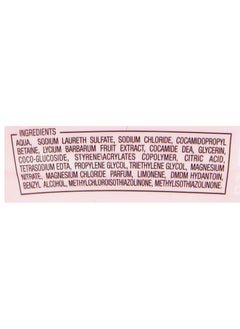 INGREDIENTS
AQUA, SODIUM LAURETH SULFATE, SODIUM CHLORIDE, COCAMIDOPROPYL
BETAINE, LYCIUM BARBARUM FRUIT EXTRACT, COCAMIDE DEA, GLYCERIN,
COCO-GLUCOSIDE, STYRENE\ACRYLATES COPOLYMER, CITRIC ACID,
TETRASODIUM EDTA, PROPYLENE GLYCOL, TRIETHYLENE GLYCOL, MAGNESIUM
NITRATE, MAGNESIUM CHLORIDE PARFUM, LIMONENE, DMDM HYDANTOIN,
BENZYL ALCOHOL, METHYLCHLOROISOTHIAZOLINONE, METHYLISOTHIAZOLINONE.